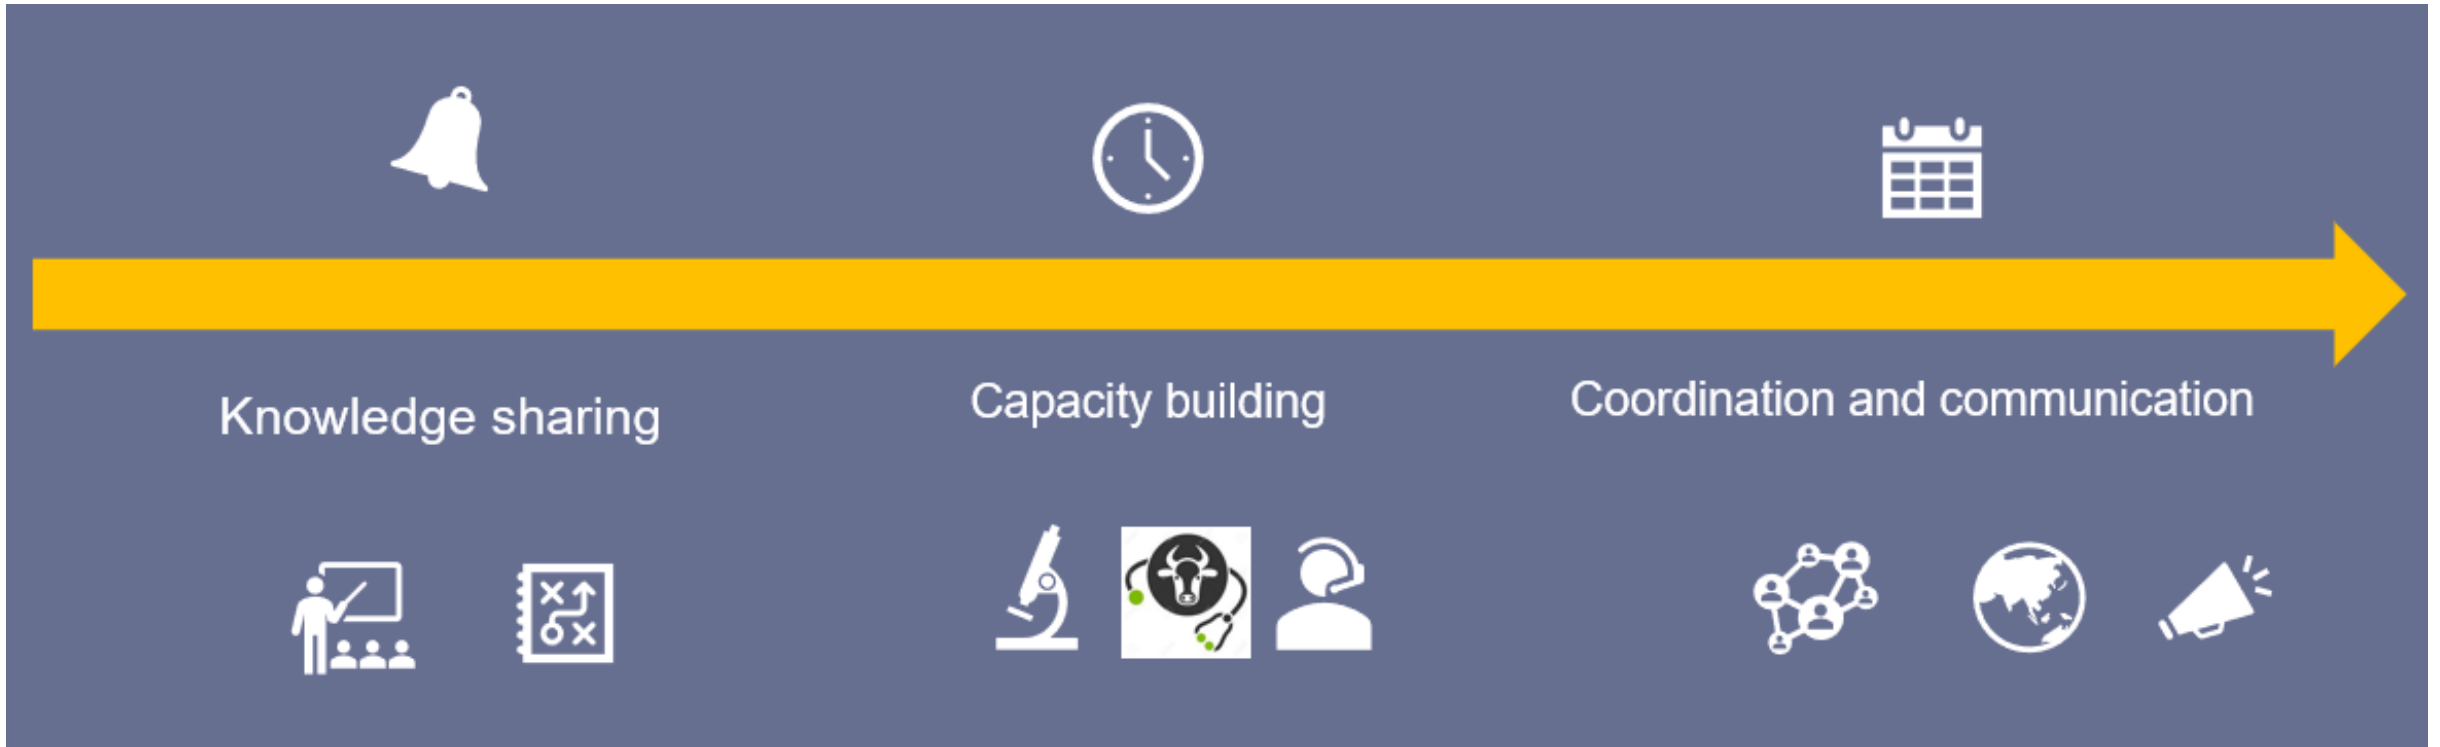 Knowledge sharing
Capacity building
Coordination and communication